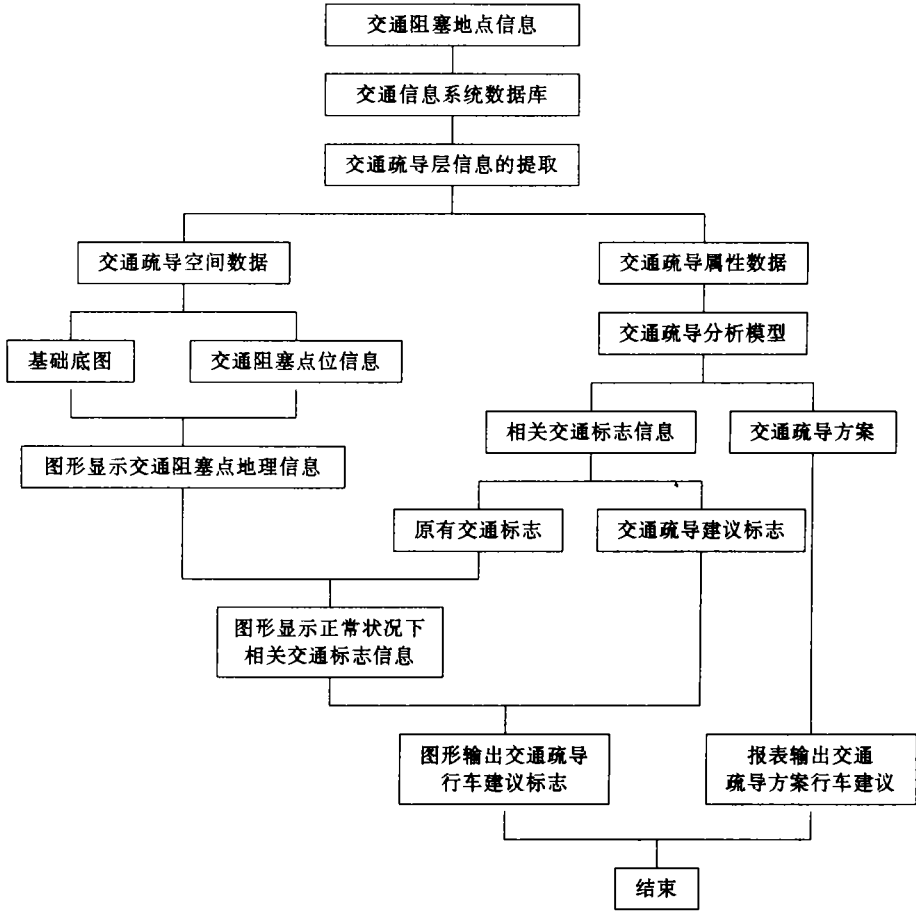 交通阻塞地点信息
交通信息系统数据库
交通疏导层信息的提取
交通疏导空间数据
交通疏导属性数据
交通疏导分析模型
基础底图
交通阻塞点位信息
相关交通标志信息
交通疏导方案
图形显示交通阻塞点地理信息
原有交通标志
交通疏导建议标志
图形显示正常状况下
相关交通标志信息
图形输出交通疏导
行车建议标志
报表输出交通
疏导方案行车建议
结束